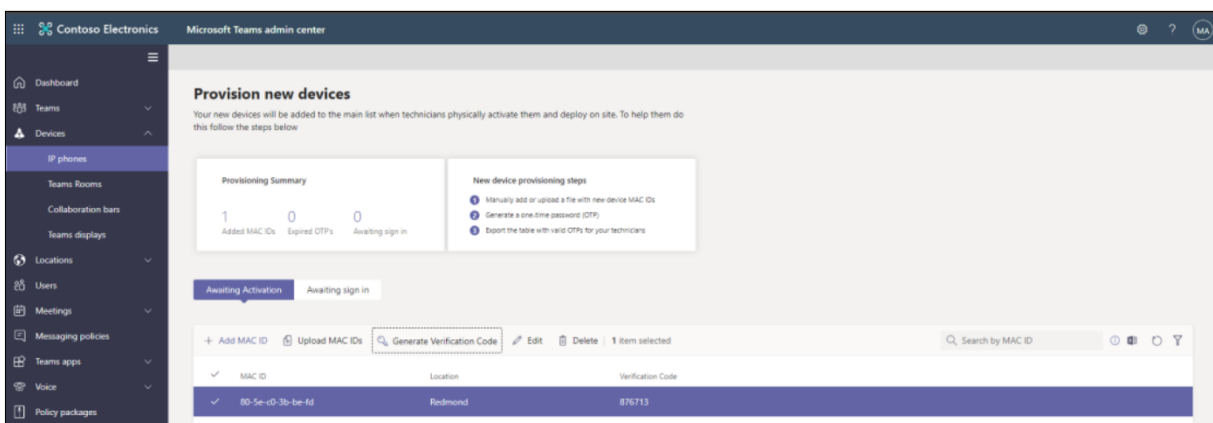 Contoso Electronics
Microsoft Teams admin center
?
MA
Dashboard
Teams
Devices
IP phones
Teams Rooms
Collaboration bars
Teams displays
Locations
Users
Meetings
Messaging policies
Teams apps
Voice
Policy packages
Provision new devices
Your new devices will be added to the main list when technicians physically activate them and deploy on site. To help them do
this follow the steps below
Provisioning Summary
1 0 0
Added MAC IDs Expired OTP's Awaiting sign in
New device provisioning steps
1 Manually add or upload a file with new device MAC IDs
2 Generate a one-time password (OTP)
3 Export the table with valid OTPs for your technicians
Awaiting Activation Awaiting sign in
+ Add MAC ID Upload MAC IDs Generate Verification Code Edit Delete 1 item selected Search by MAC ID
MAC ID Location Verification Code
80-5e-c0-3b-be-fd Redmond 876713